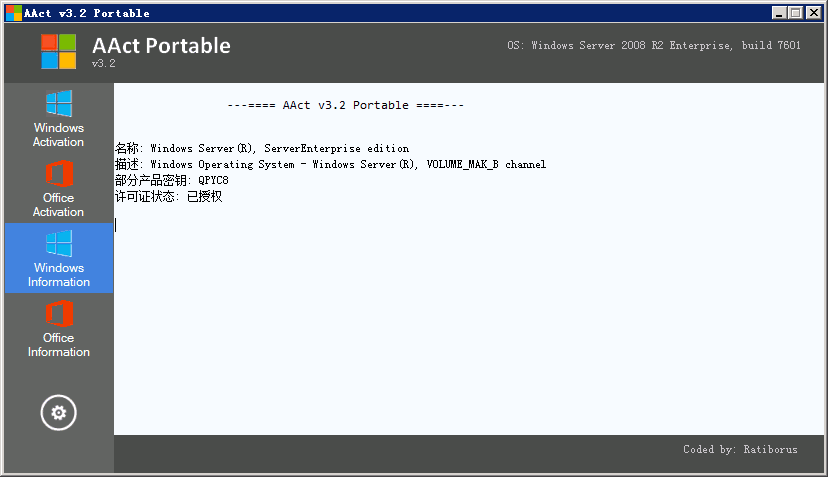 AAct v3.2 Portable
AAct Portable
v3.2
OS: Windows Server 2008 R2 Enterprise, build 7601
Windows
Activation
Office
Activation
Windows
Information
Office
Information
---==== AAct v3.2 Portable ====---
名称: Windows Server(R), ServerEnterprise edition
描述: Windows Operating System - Windows Server(R), VOLUME_MAK_B channel
部分产品密钥: QPYC8
许可证状态: 已授权
Coded by: Ratiborus